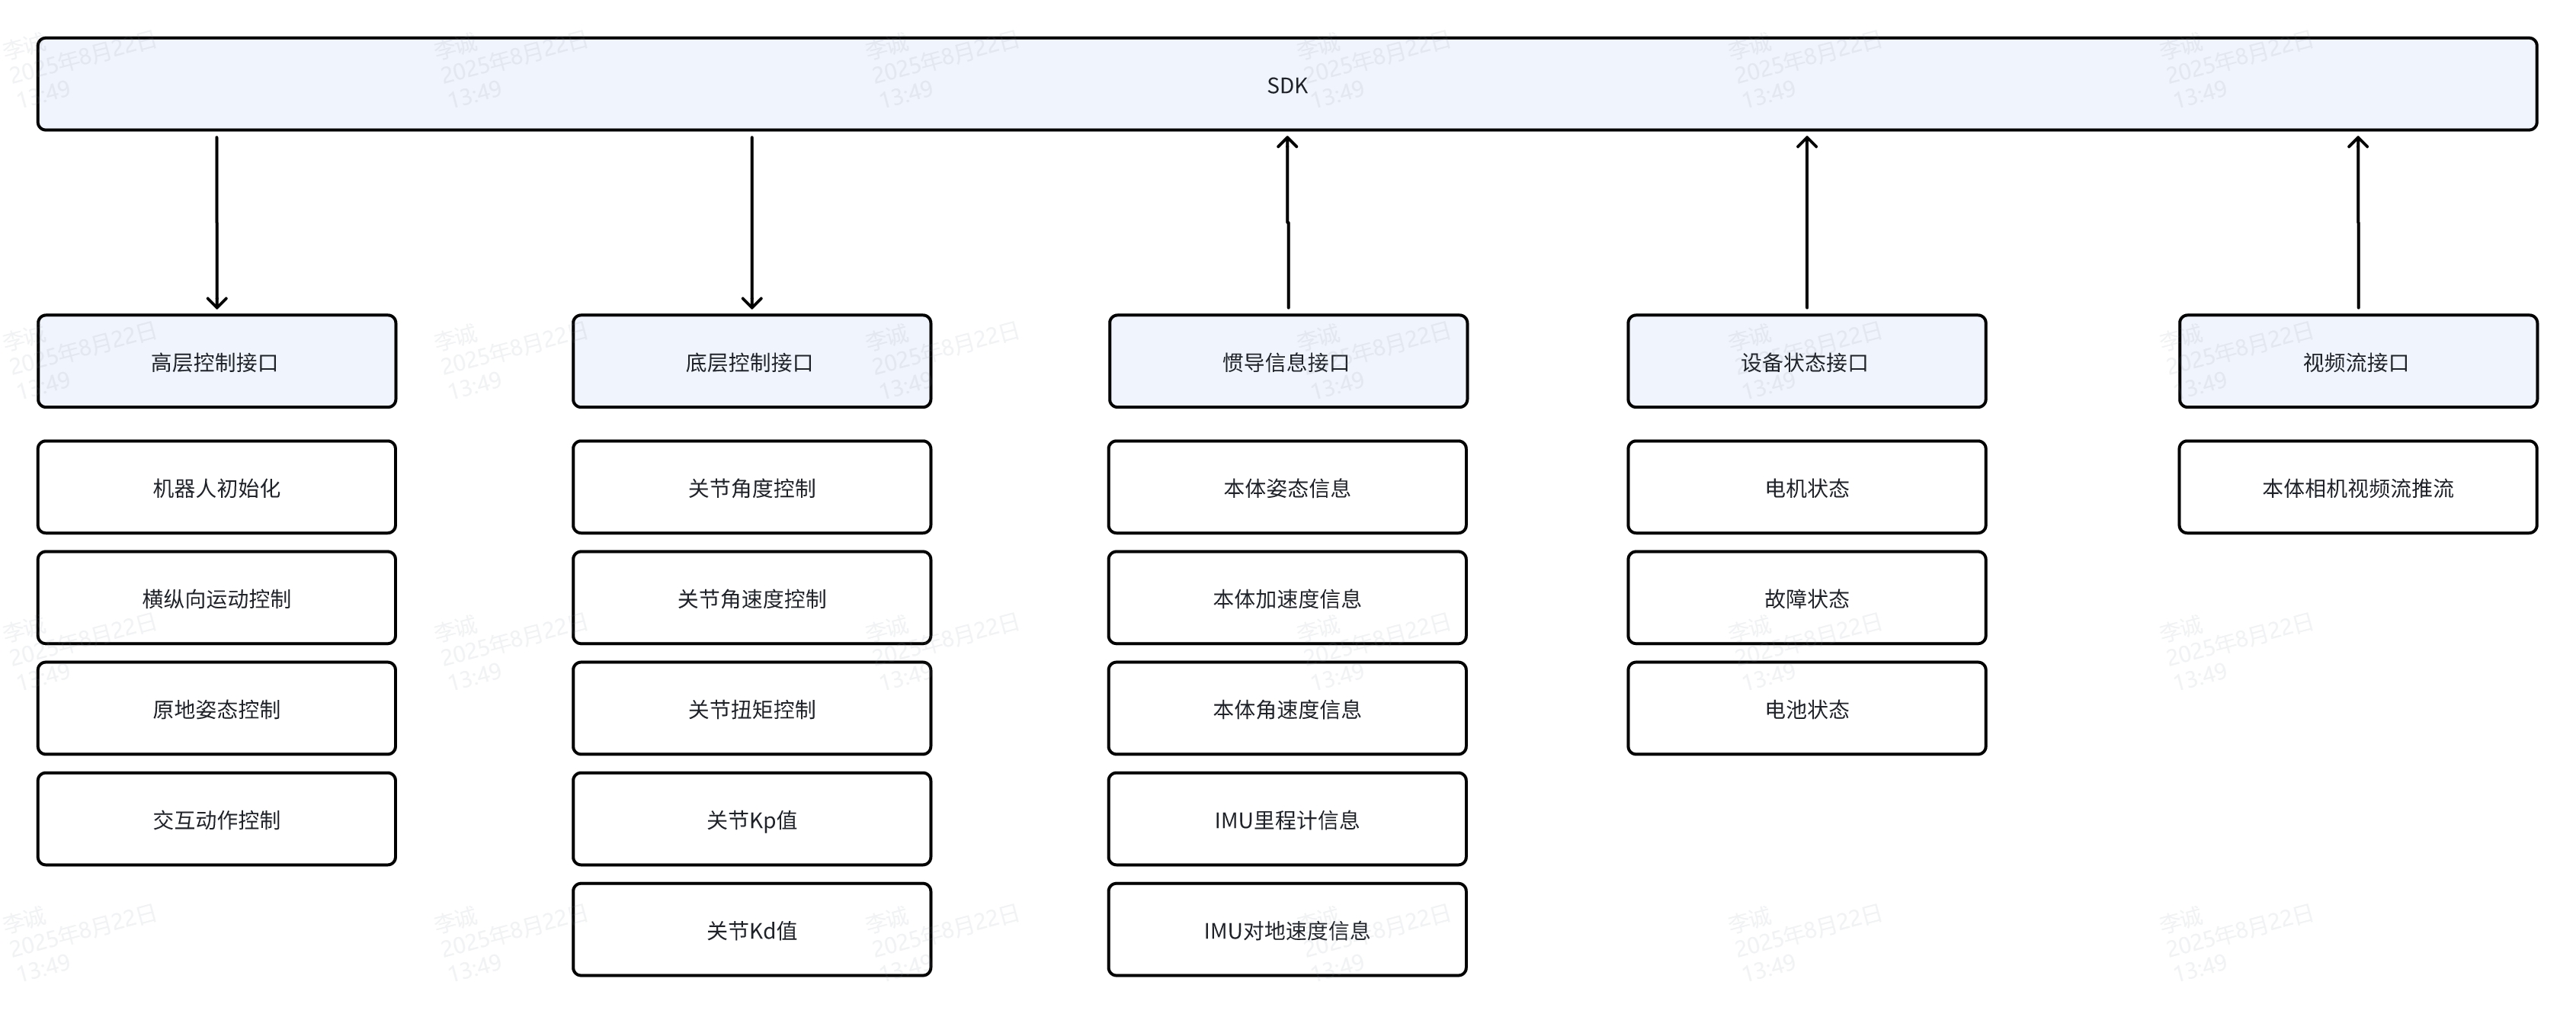 SDK
高层控制接口
底层控制接口
惯导信息接口
设备状态接口
视频流接口
机器人初始化
关节角度控制
本体姿态信息
电机状态
本体相机视频流推流
横纵向运动控制
关节角速度控制
本体加速度信息
故障状态
原地姿态控制
关节扭矩控制
本体角速度信息
电池状态
交互动作控制
关节Kp值
IMU里程计信息
关节Kd值
IMU对地速度信息
李诚
2025年8月22日
13:49